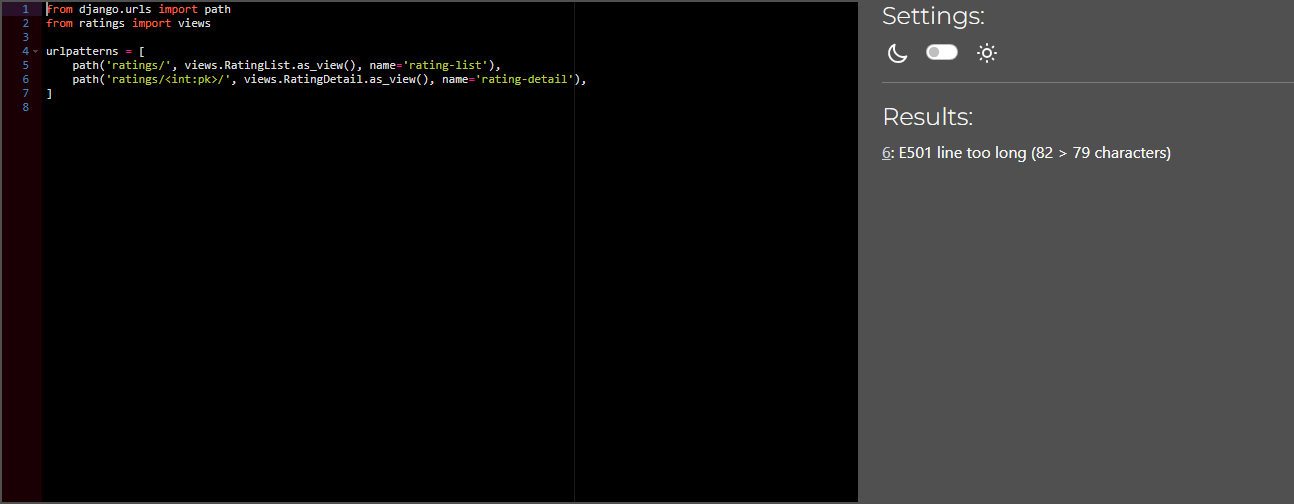 1 from django.urls import path
2 from ratings import views
3
4 urlpatterns = [
5     path('ratings/', views.RatingList.as_view(), name='rating-list'),
6     path('ratings/<int:pk>/', views.RatingDetail.as_view(), name='rating-detail'),
7 ]
8
Settings:
Results:
6: E501 line too long (82 > 79 characters)